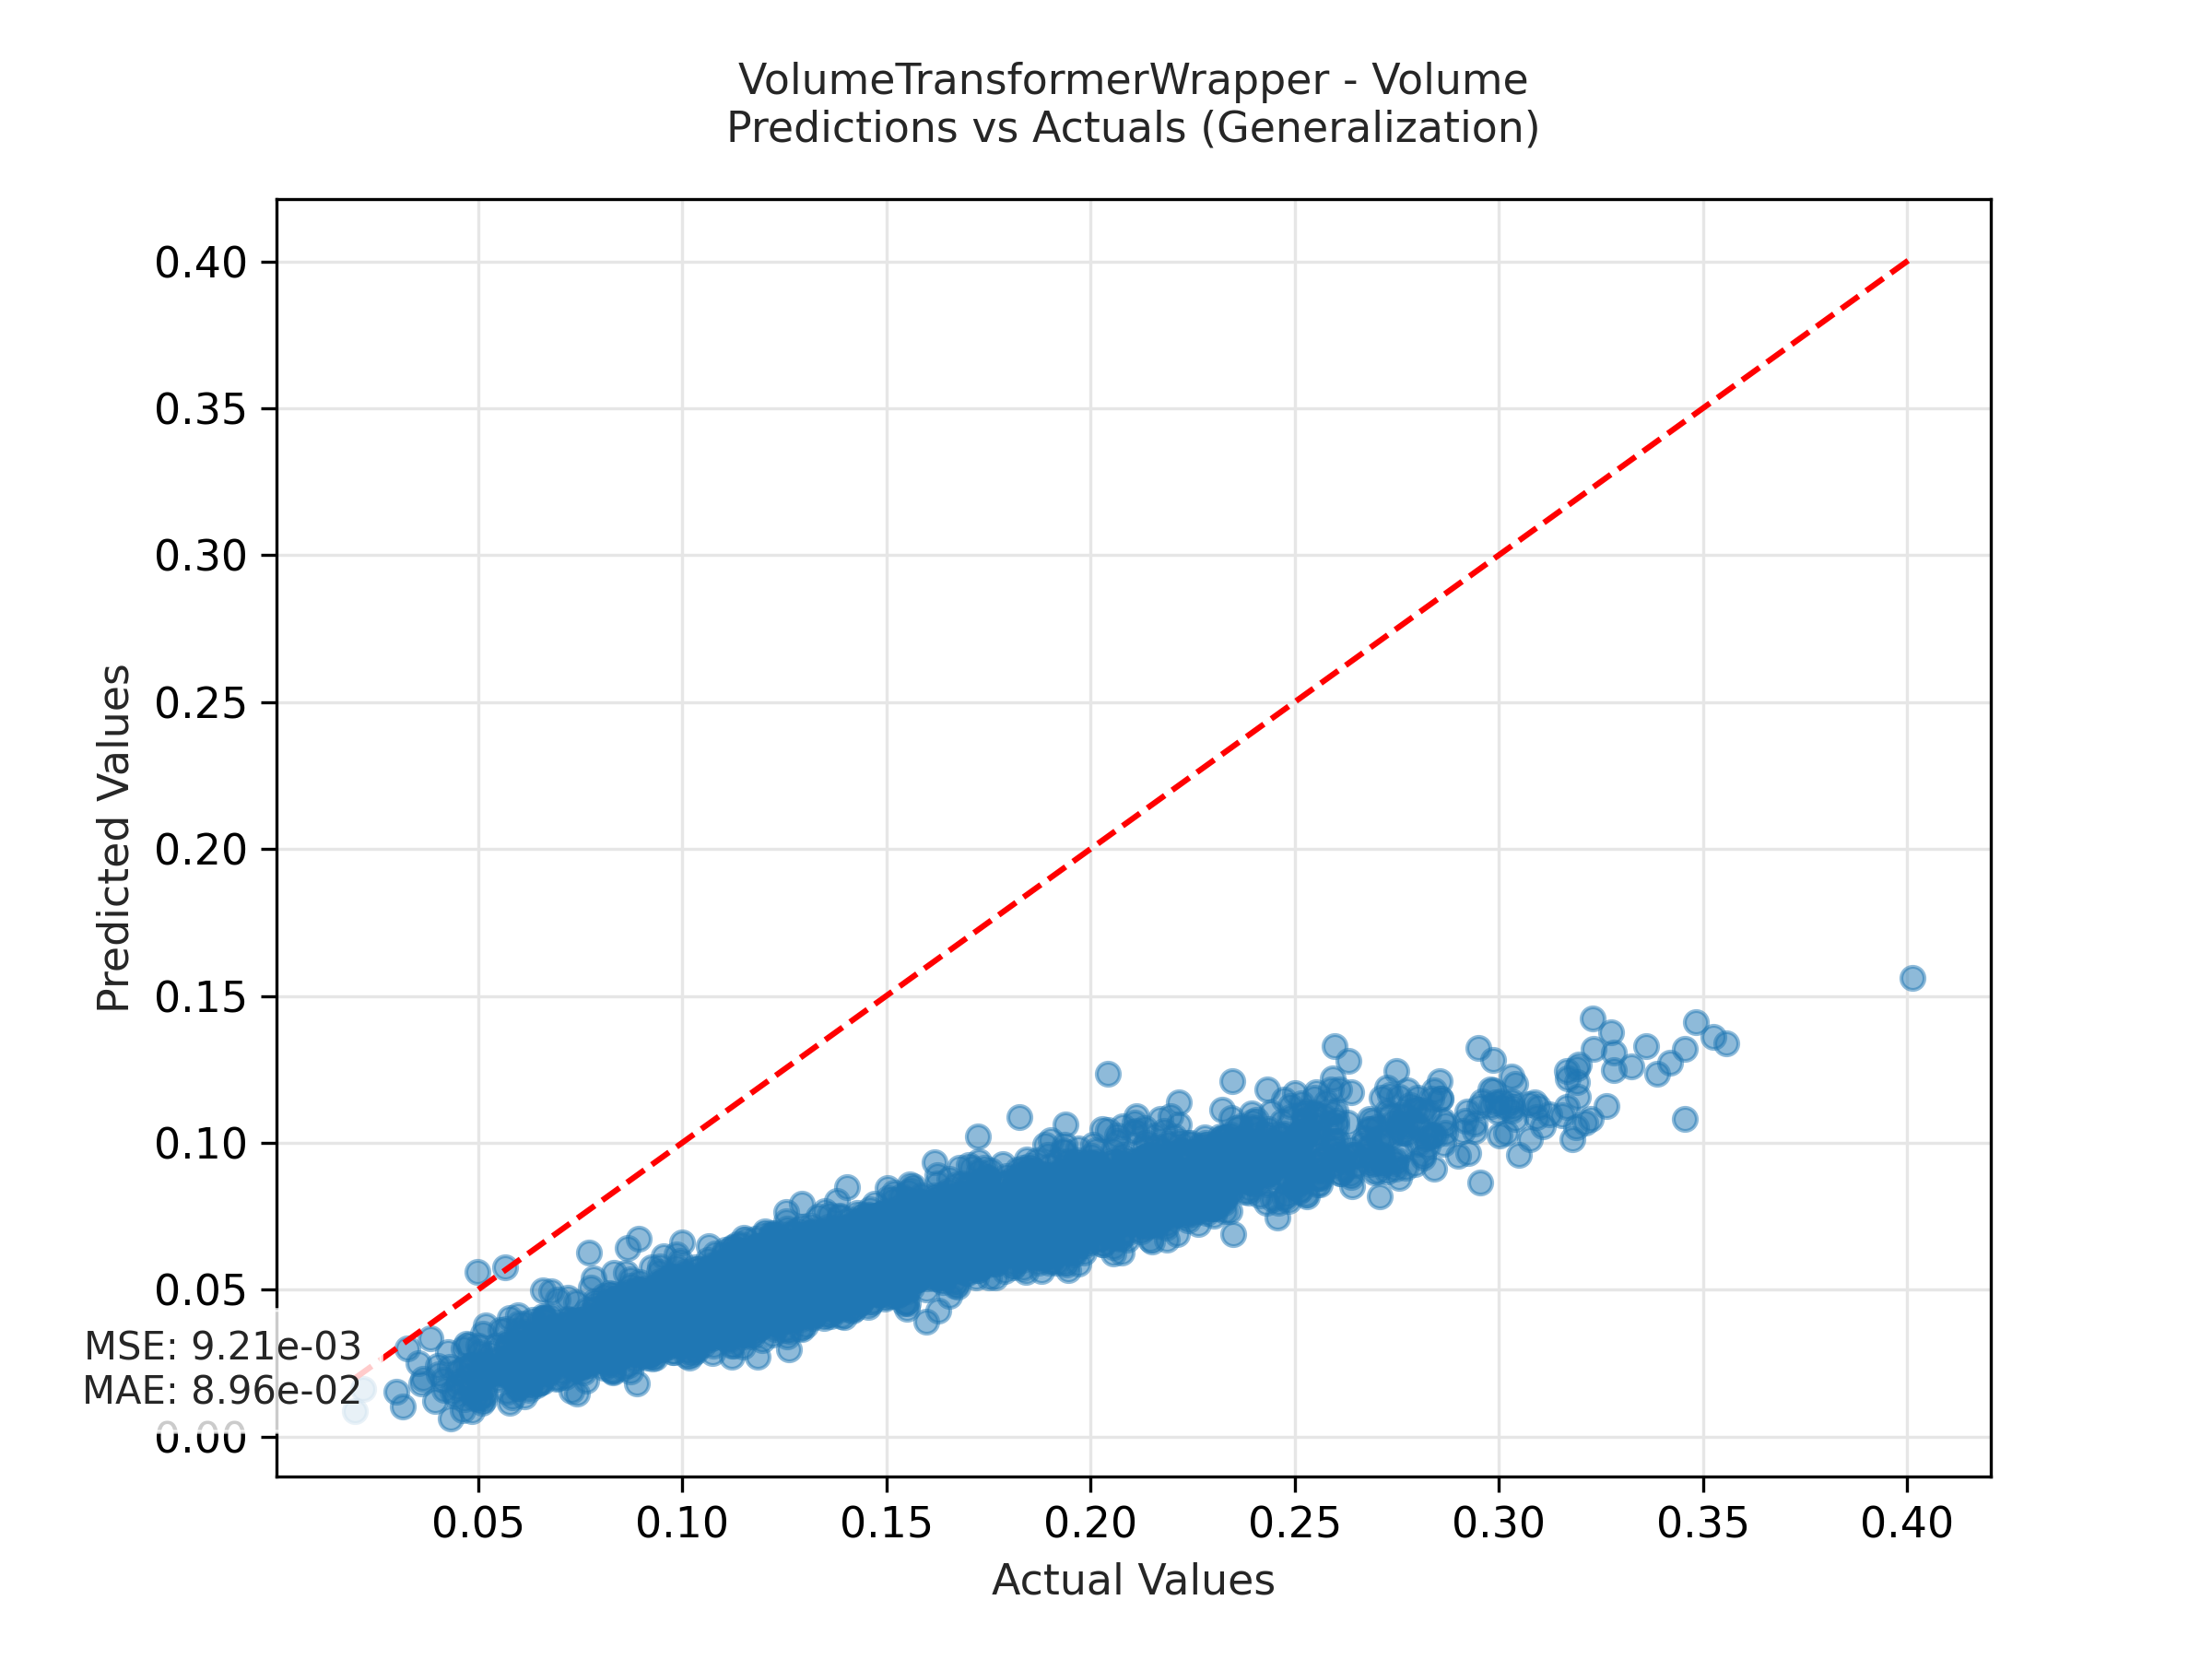 VolumeTransformerWrapper - Volume
Predictions vs Actuals (Generalization)
0.40
0.35
0.30
0.25
0.20
0.15
0.10
0.05
0.00
Predicted Values
MSE: 9.21e-03
MAE: 8.96e-02
0.05 0.10 0.15 0.20 0.25 0.30 0.35 0.40
Actual Values